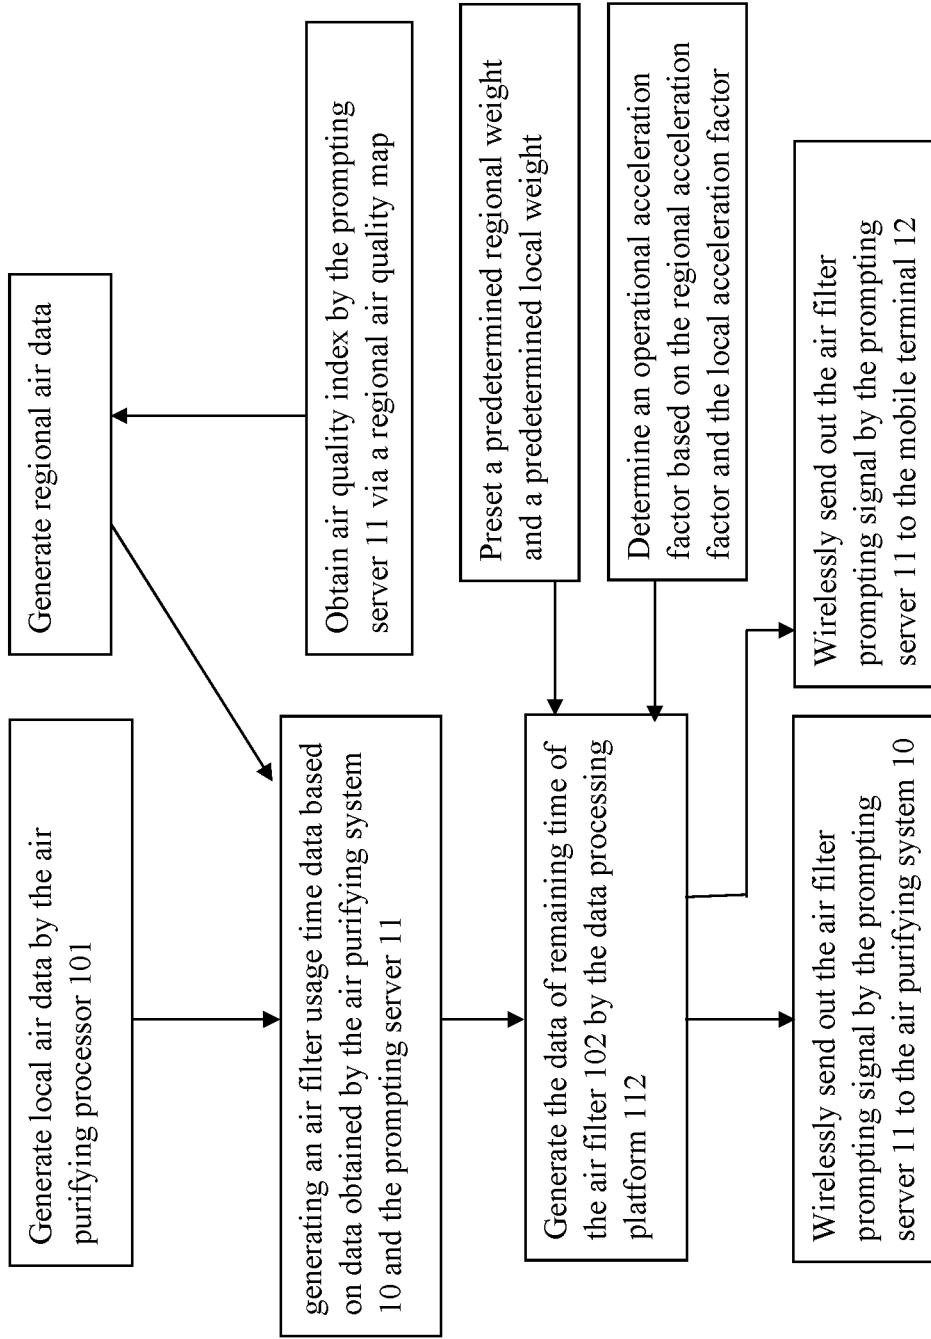 Generate local air data by the air
purifying processor 101
Generate regional air data
generating an air filter usage time data based
on data obtained by the air purifying system
10 and the prompting server 11
Obtain air quality index by the prompting
server 11 via a regional air quality map
Generate the data of remaining time of
the air filter 102 by the data processing
platform 112
Preset a predetermined regional weight
and a predetermined local weight
Determine an operational acceleration
factor based on the regional acceleration
factor and the local acceleration factor
Wirelessly send out the air filter
prompting signal by the prompting
server 11 to the air purifying system 10
Wirelessly send out the air filter
prompting signal by the prompting
server 11 to the mobile terminal 12